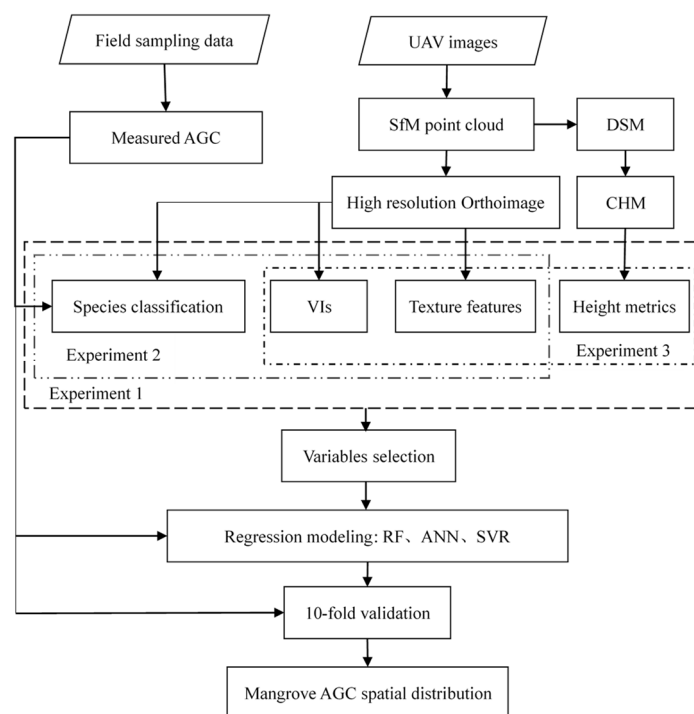 Field sampling data
UAV images
Measured AGC
SfM point cloud
DSM
High resolution Orthoimage
CHM
Species classification
VIs
Texture features
Height metrics
Experiment 2
Experiment 3
Experiment 1
Variables selection
Regression modeling: RF、ANN、SVR
10-fold validation
Mangrove AGC spatial distribution